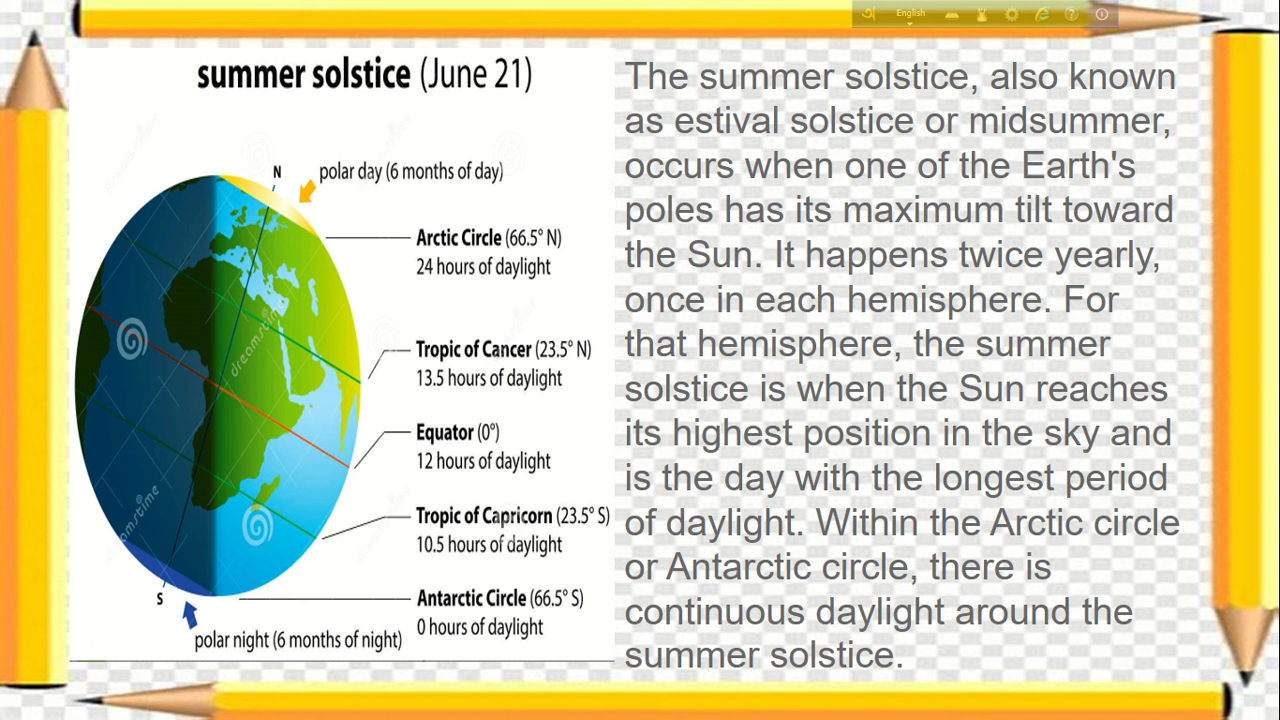 অ English
summer solstice (June 21)
N
polar day (6 months of day)
Arctic Circle (66.5° N)
24 hours of daylight
Tropic of Cancer (23.5° N)
13.5 hours of daylight
Equator (0°)
12 hours of daylight
Tropic of Capricorn (23.5° S)
10.5 hours of daylight
Antarctic Circle (66.5° S)
0 hours of daylight
S
polar night (6 months of night)
dreamstime
dreamstime
The summer solstice, also known
as estival solstice or midsummer,
occurs when one of the Earth's
poles has its maximum tilt toward
the Sun. It happens twice yearly,
once in each hemisphere. For
that hemisphere, the summer
solstice is when the Sun reaches
its highest position in the sky and
is the day with the longest period
of daylight. Within the Arctic circle
or Antarctic circle, there is
continuous daylight around the
summer solstice.